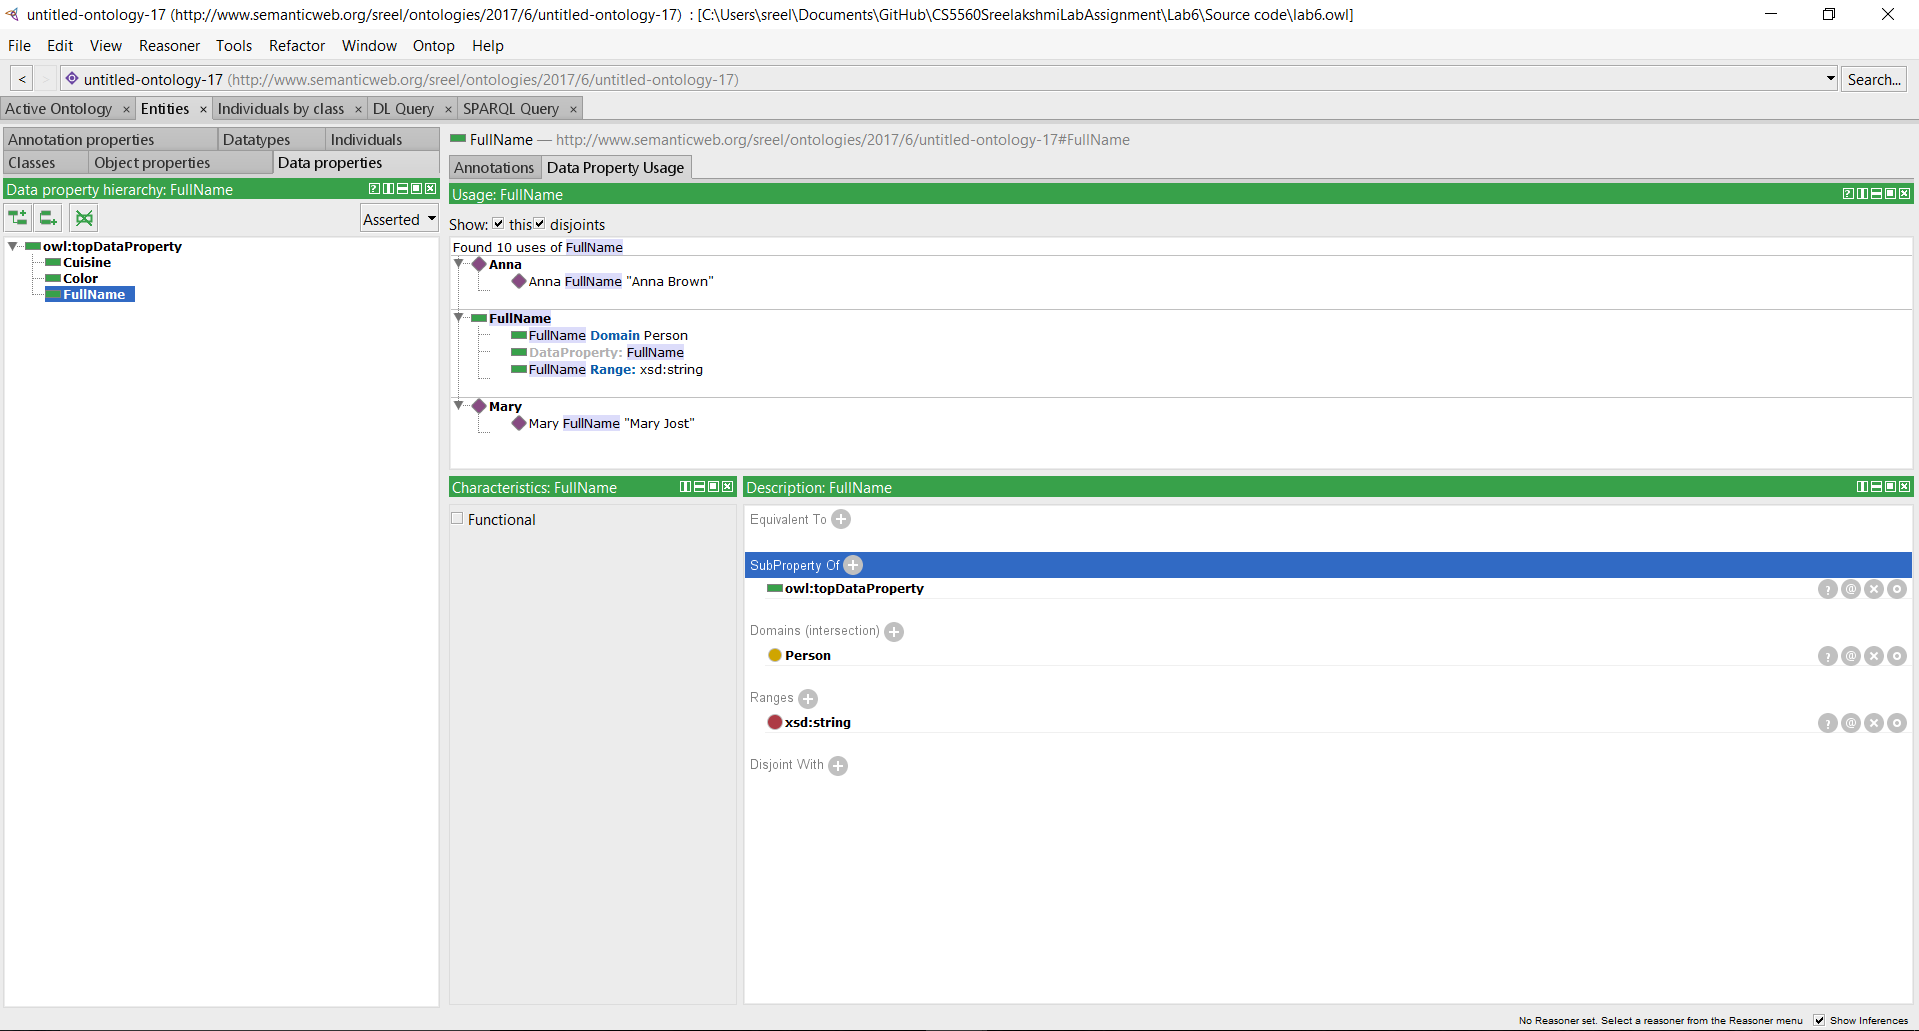 untitled-ontology-17 (http://www.semanticweb.org/sreel/ontologies/2017/6/untitled-ontology-17) : [C:\Users\sreel\Documents\GitHub\CS5560SreelakshmiLabAssignment\Lab6\Source code\lab6.owl]
File Edit View Reasoner Tools Refactor Window Ontop Help
< > untitled-ontology-17 (http://www.semanticweb.org/sreel/ontologies/2017/6/untitled-ontology-17) Search...
Active Ontology × Entities × Individuals by class × DL Query × SPARQL Query ×
Annotation properties Datatypes Individuals
Classes Object properties Data properties
Data property hierarchy: FullName
Asserted
owl:topDataProperty
Cuisine
Color
FullName
FullName — http://www.semanticweb.org/sreel/ontologies/2017/6/untitled-ontology-17#FullName
Annotations Data Property Usage
Usage: FullName
Show: this disjoints
Found 10 uses of FullName
Anna
Anna FullName "Anna Brown"
FullName
FullName Domain Person
DataProperty: FullName
FullName Range: xsd:string
Mary
Mary FullName "Mary Jost"
Characteristics: FullName
Functional
Description: FullName
Equivalent To
SubProperty Of
owl:topDataProperty
Domains (intersection)
Person
Ranges
xsd:string
Disjoint With
No Reasoner set. Select a reasoner from the Reasoner menu Show Inferences